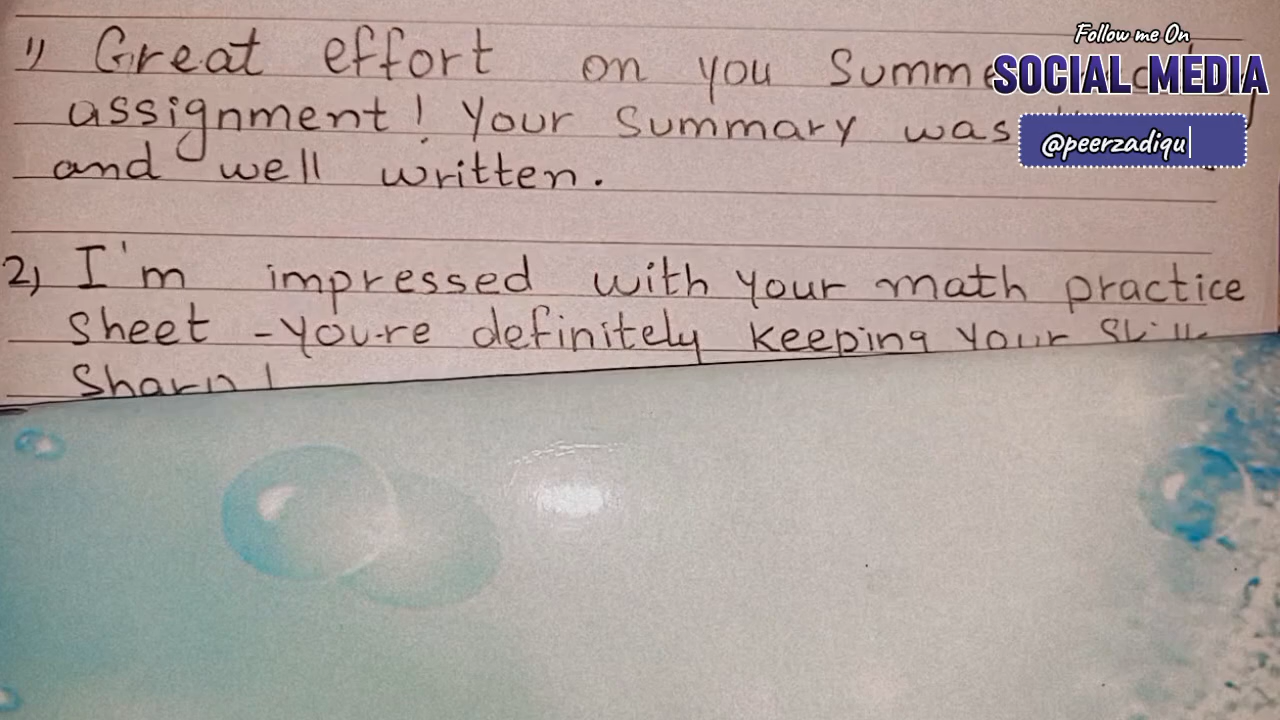 1) Great effort on you
assignment! Your Summary was
and well written.
2) I'm impressed with your math practice
Sheet - you-re definitely keeping your
Sharp!
Follow me On
SOCIAL MEDIA
@peerzadiqu